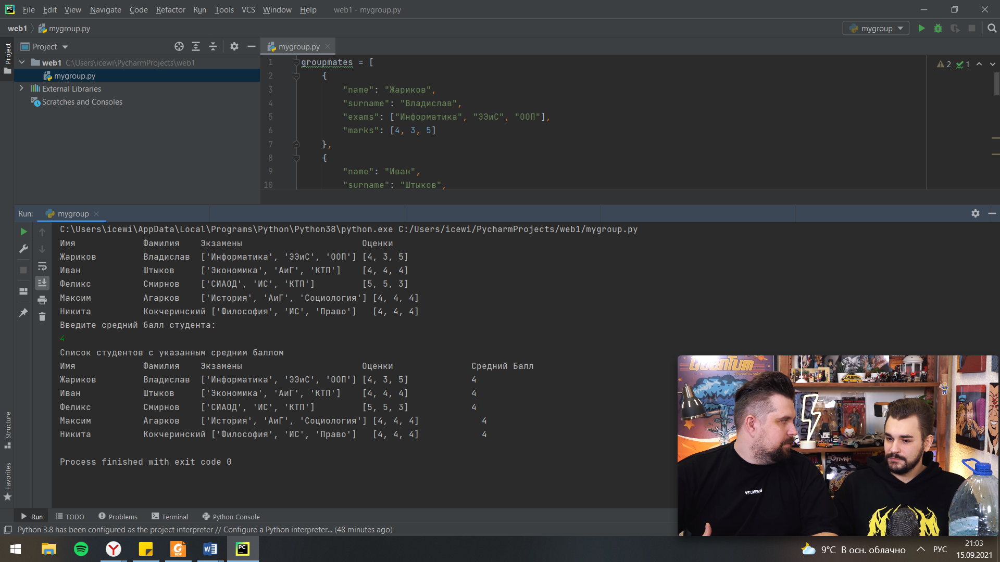 File Edit View Navigate Code Refactor Run Tools VCS Window Help web1 - mygroup.py
web1 mygroup.py mygroup
Project
Project mygroup.py
web1 C:\Users\icewi\PycharmProjects\web1
mygroup.py
External Libraries
Scratches and Consoles
2 1
1 groupmates = [
2 {
3 "name": "Жариков",
4 "surname": "Владислав",
5 "exams": ["Информатика", "ЭЭиС", "ООП"],
6 "marks": [4, 3, 5]
7 },
8 {
9 "name": "Иван",
10 "surname": "Штыков",
Run: mygroup
C:\Users\icewi\AppData\Local\Programs\Python\Python38\python.exe C:/Users/icewi/PycharmProjects/web1/mygroup.py
Имя Фамилия Экзамены Оценки
Жариков Владислав ['Информатика', 'ЭЭиС', 'ООП'] [4, 3, 5]
Иван Штыков ['Экономика', 'АиГ', 'КТП'] [4, 4, 4]
Феликс Смирнов ['СИАОД', 'ИС', 'КТП'] [5, 5, 3]
Максим Агарков ['История', 'АиГ', 'Социология'] [4, 4, 4]
Никита Кокчеринский ['Философия', 'ИС', 'Право'] [4, 4, 4]
Введите средний балл студента:
4
Список студентов с указанным средним баллом
Имя Фамилия Экзамены Оценки Средний Балл
Жариков Владислав ['Информатика', 'ЭЭиС', 'ООП'] [4, 3, 5] 4
Иван Штыков ['Экономика', 'АиГ', 'КТП'] [4, 4, 4] 4
Феликс Смирнов ['СИАОД', 'ИС', 'КТП'] [5, 5, 3] 4
Максим Агарков ['История', 'АиГ', 'Социология'] [4, 4, 4] 4
Никита Кокчеринский ['Философия', 'ИС', 'Право'] [4, 4, 4] 4
Process finished with exit code 0
Structure
Favorites
QUANTUM
VETEMENTS
Run TODO Problems Terminal Python Console
Python 3.8 has been configured as the project interpreter // Configure a Python interpreter... (48 minutes ago)
PC
9°C В осн. облачно РУС
21:03
15.09.2021